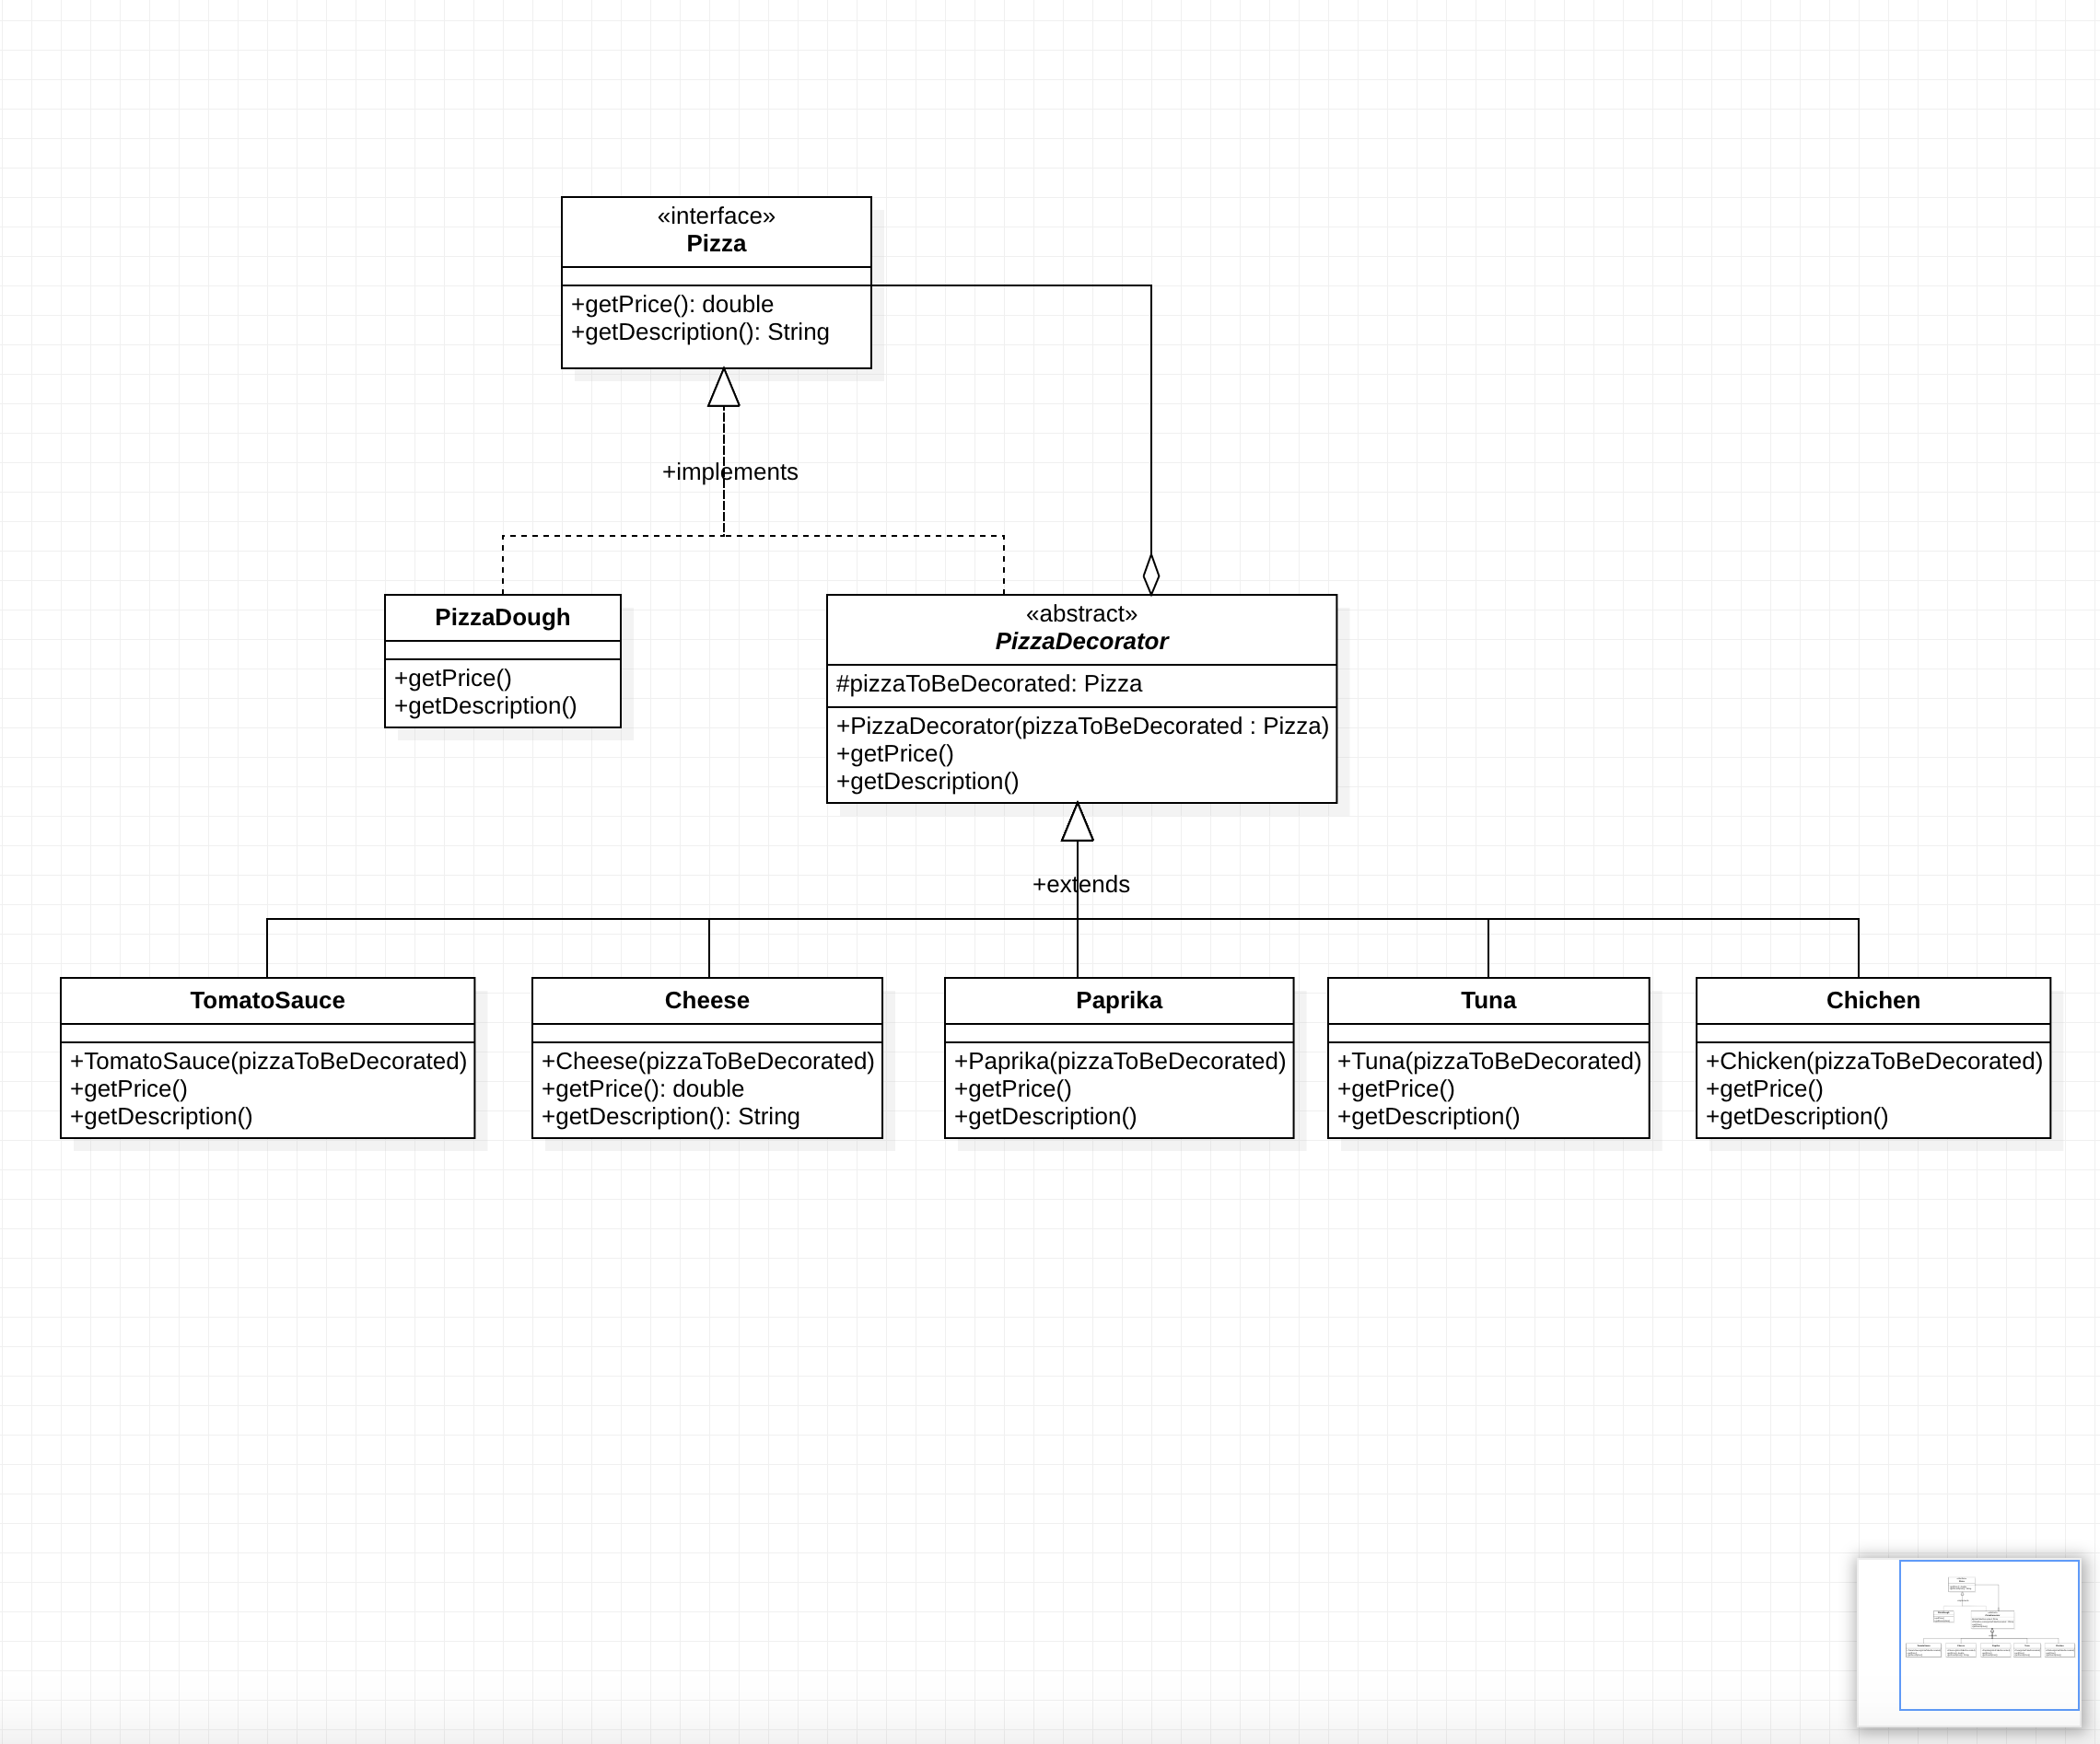 «interface»
Pizza
+getPrice(): double
+getDescription(): String
+implements
PizzaDough
+getPrice()
+getDescription()
«abstract»
PizzaDecorator
#pizzaToBeDecorated: Pizza
+PizzaDecorator(pizzaToBeDecorated : Pizza)
+getPrice()
+getDescription()
+extends
TomatoSauce
+TomatoSauce(pizzaToBeDecorated)
+getPrice()
+getDescription()
Cheese
+Cheese(pizzaToBeDecorated)
+getPrice(): double
+getDescription(): String
Paprika
+Paprika(pizzaToBeDecorated)
+getPrice()
+getDescription()
Tuna
+Tuna(pizzaToBeDecorated)
+getPrice()
+getDescription()
Chichen
+Chicken(pizzaToBeDecorated)
+getPrice()
+getDescription()